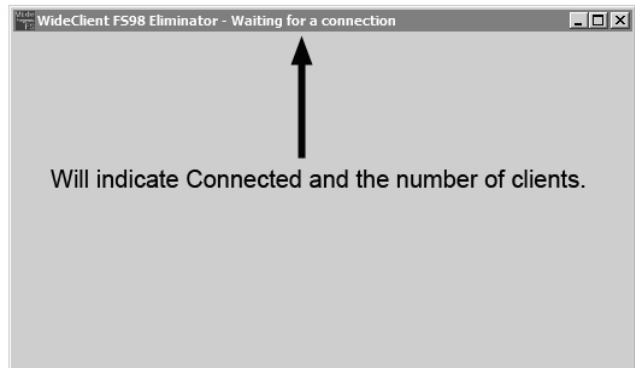 WideClient FS98 Eliminator - Waiting for a connection
Will indicate Connected and the number of clients.